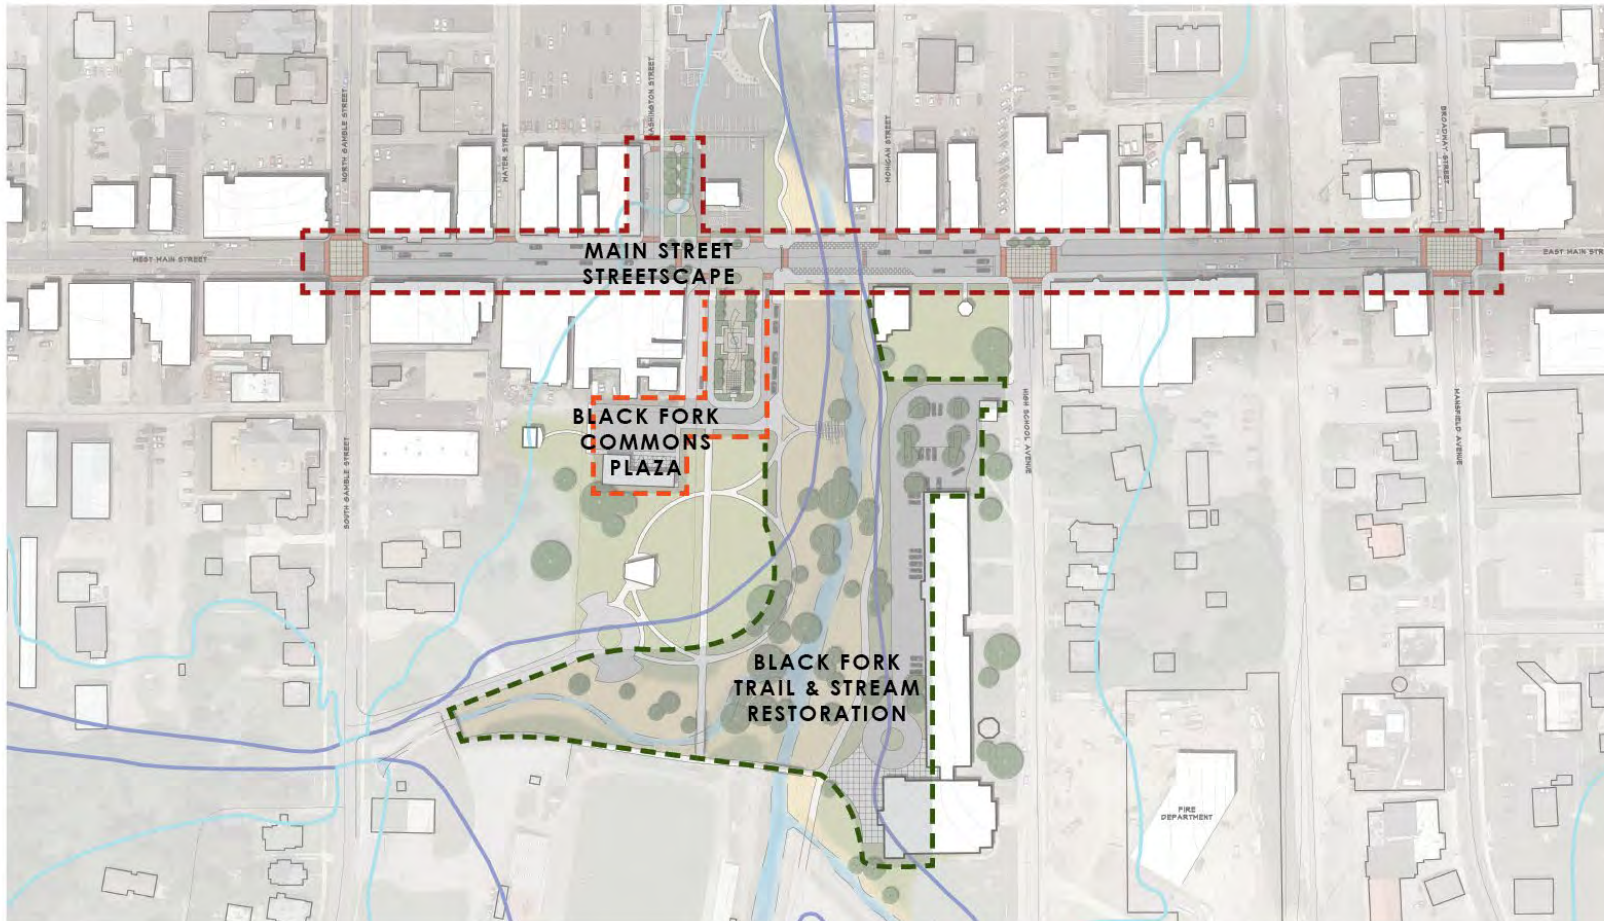 NORTH GAMBLE STREET
WATER STREET
WASHINGTON STREET
MOHICAN STREET
BROADWAY STREET
WEST MAIN STREET
MAIN STREET
STREETSCAPE
EAST MAIN STR
BLACK FORK
COMMONS
PLAZA
SOUTH GAMBLE STREET
HIGH SCHOOL AVENUE
MANSFIELD AVENUE
BLACK FORK
TRAIL & STREAM
RESTORATION
FIRE
DEPARTMENT